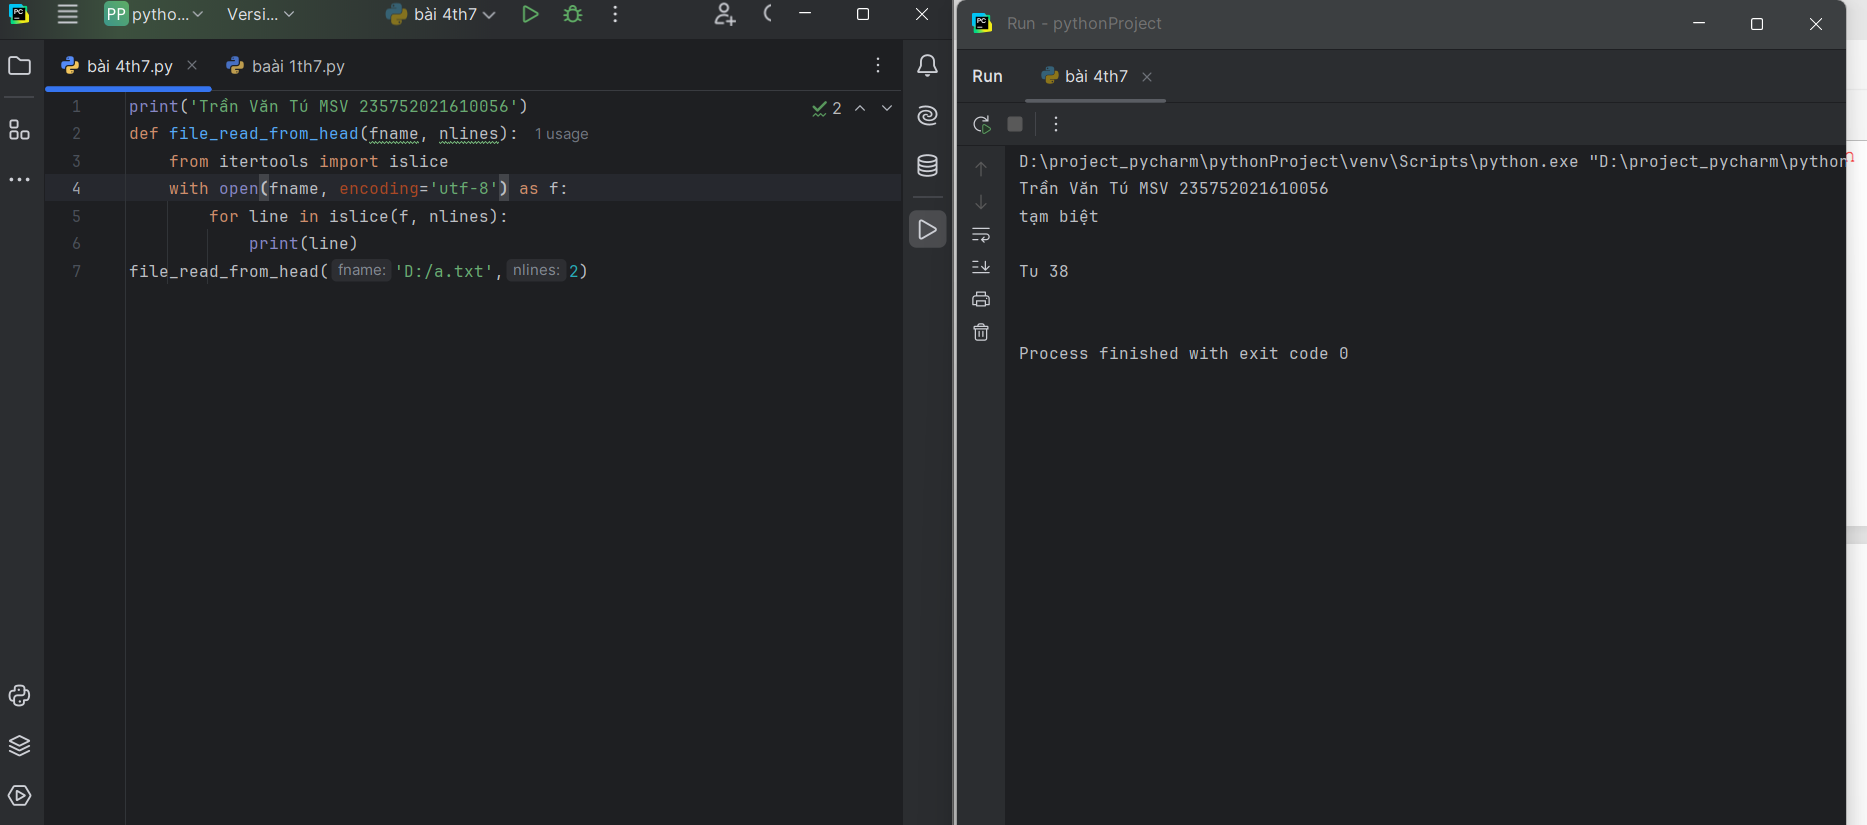 PP pytho...
Versi...
bài 4th7
bài 4th7.py
baài 1th7.py
2
1 print('Trần Văn Tú MSV 235752021610056')
2 def file_read_from_head(fname, nlines): 1 usage
3 from itertools import islice
4 with open(fname, encoding='utf-8') as f:
5 for line in islice(f, nlines):
6 print(line)
7 file_read_from_head( fname: 'D:/a.txt', nlines: 2)
Run - pythonProject
Run
bài 4th7
D:\project_pycharm\pythonProject\venv\Scripts\python.exe "D:\project_pycharm\python
Trần Văn Tú MSV 235752021610056
tạm biệt
Tu 38
Process finished with exit code 0